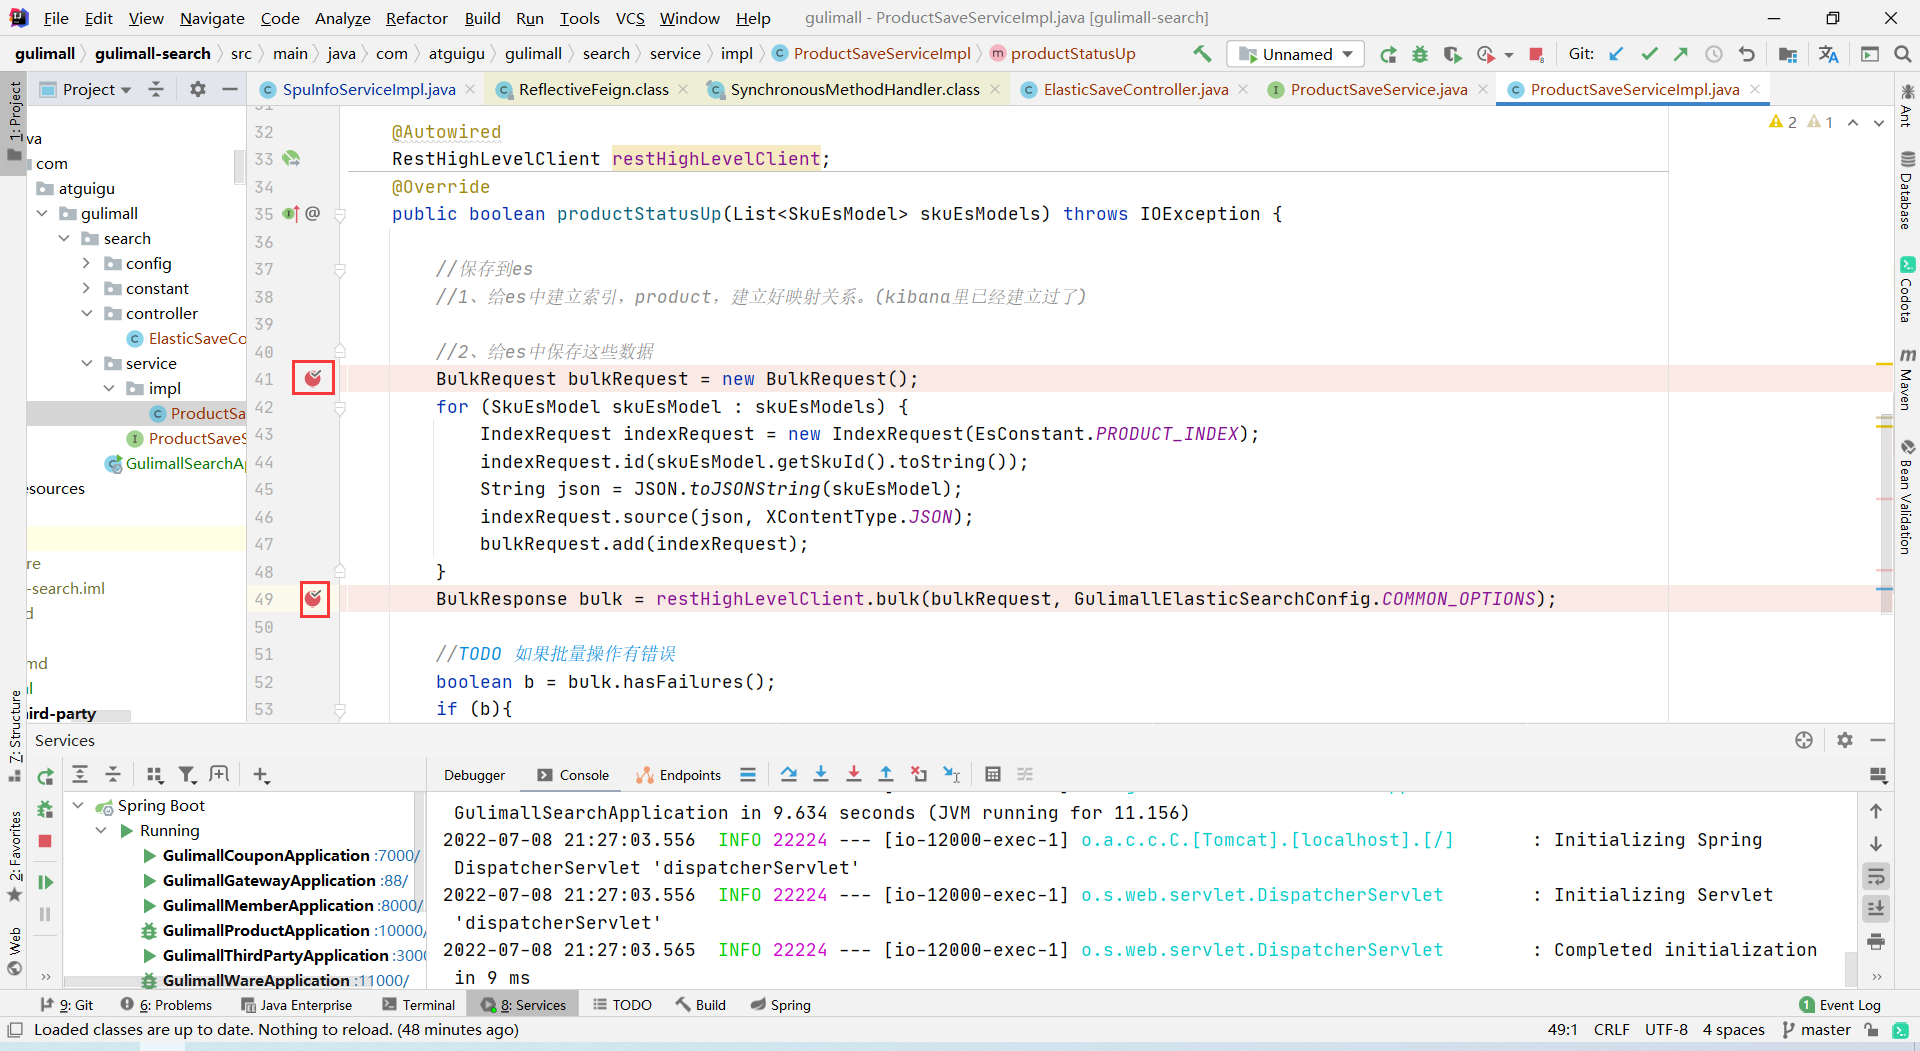 File Edit View Navigate Code Analyze Refactor Build Run Tools VCS Window Help gulimall - ProductSaveServiceImpl.java [gulimall-search]
gulimall gulimall-search src main java com atguigu gulimall search service impl ProductSaveServiceImpl productStatusUp Unnamed Git:
Project SpuInfoServiceImpl.java ReflectiveFeign.class SynchronousMethodHandler.class ElasticSaveController.java ProductSaveService.java ProductSaveServiceImpl.java
1: Project
7: Structure
2: Favorites
Web
va
com
atguigu
gulimall
search
config
constant
controller
ElasticSaveCo
service
impl
ProductSa
ProductSaveS
GulimallSearchAp
esources
re
-search.iml
d
md
l
ird-party
2 1
32 @Autowired
33 RestHighLevelClient restHighLevelClient;
34 @Override
35 public boolean productStatusUp(List<SkuEsModel> skuEsModels) throws IOException {
36
37 //保存到es
38 //1、给es中建立索引，product，建立好映射关系。(kibana里已经建立过了)
39
40 //2、给es中保存这些数据
41 BulkRequest bulkRequest = new BulkRequest();
42 for (SkuEsModel skuEsModel : skuEsModels) {
43 IndexRequest indexRequest = new IndexRequest(EsConstant.PRODUCT_INDEX);
44 indexRequest.id(skuEsModel.getSkuId().toString());
45 String json = JSON.toJSONString(skuEsModel);
46 indexRequest.source(json, XContentType.JSON);
47 bulkRequest.add(indexRequest);
48 }
49 BulkResponse bulk = restHighLevelClient.bulk(bulkRequest, GulimallElasticSearchConfig.COMMON_OPTIONS);
50
51 //TODO 如果批量操作有错误
52 boolean b = bulk.hasFailures();
53 if (b){
Ant
Database
Codota
Maven
Bean Validation
Services
Debugger Console Endpoints
Spring Boot
Running
GulimallCouponApplication :7000/
GulimallGatewayApplication :88/
GulimallMemberApplication :8000/
GulimallProductApplication :10000/
GulimallThirdPartyApplication :3000
GulimallWareApplication :11000/
GulimallSearchApplication in 9.634 seconds (JVM running for 11.156)
2022-07-08 21:27:03.556 INFO 22224 --- [io-12000-exec-1] o.a.c.c.C.[Tomcat].[localhost].[/] : Initializing Spring
DispatcherServlet 'dispatcherServlet'
2022-07-08 21:27:03.556 INFO 22224 --- [io-12000-exec-1] o.s.web.servlet.DispatcherServlet : Initializing Servlet
'dispatcherServlet'
2022-07-08 21:27:03.565 INFO 22224 --- [io-12000-exec-1] o.s.web.servlet.DispatcherServlet : Completed initialization
in 9 ms
9: Git 6: Problems Java Enterprise Terminal 8: Services TODO Build Spring 1 Event Log
Loaded classes are up to date. Nothing to reload. (48 minutes ago) 49:1 CRLF UTF-8 4 spaces master